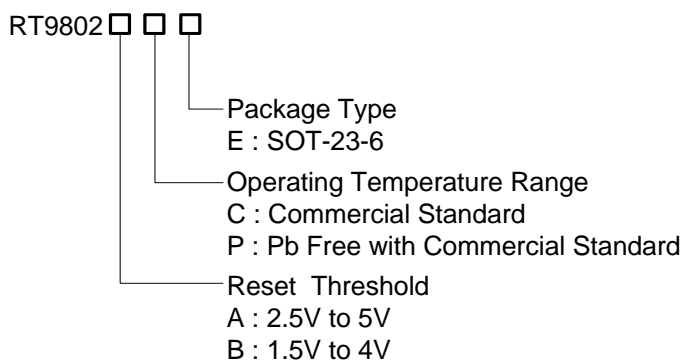 RT9802
Package Type
E : SOT-23-6
Operating Temperature Range
C : Commercial Standard
P : Pb Free with Commercial Standard
Reset Threshold
A : 2.5V to 5V
B : 1.5V to 4V